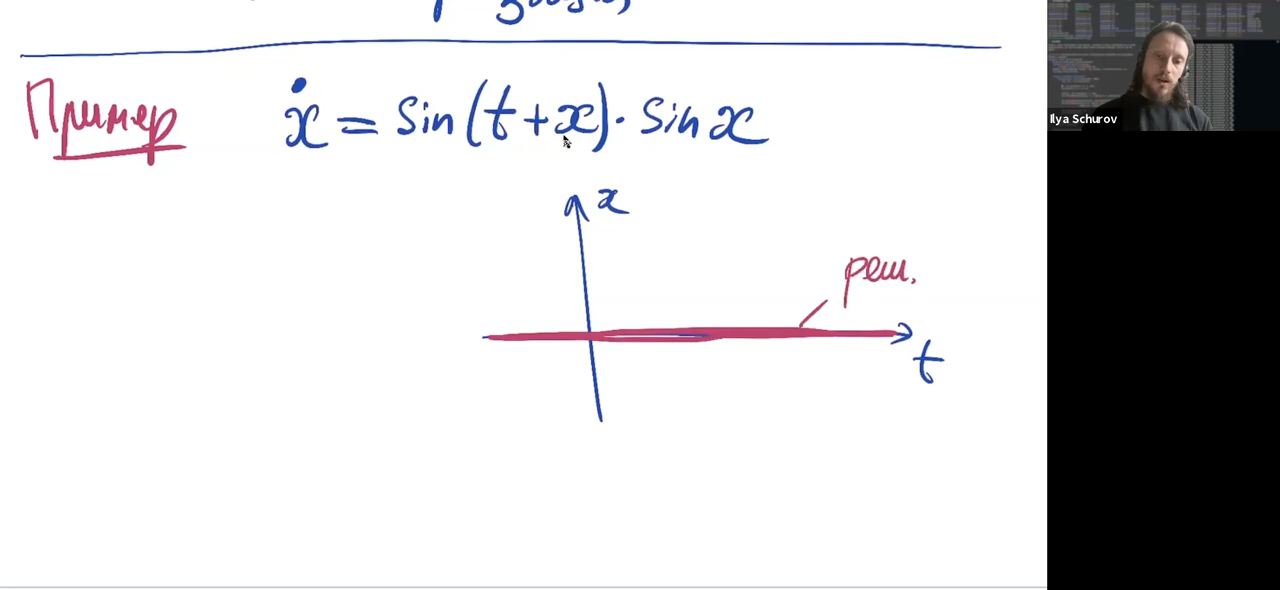 Пример ẋ = sin(t+x)· sin x
x
реш.
t
Ilya Schurov